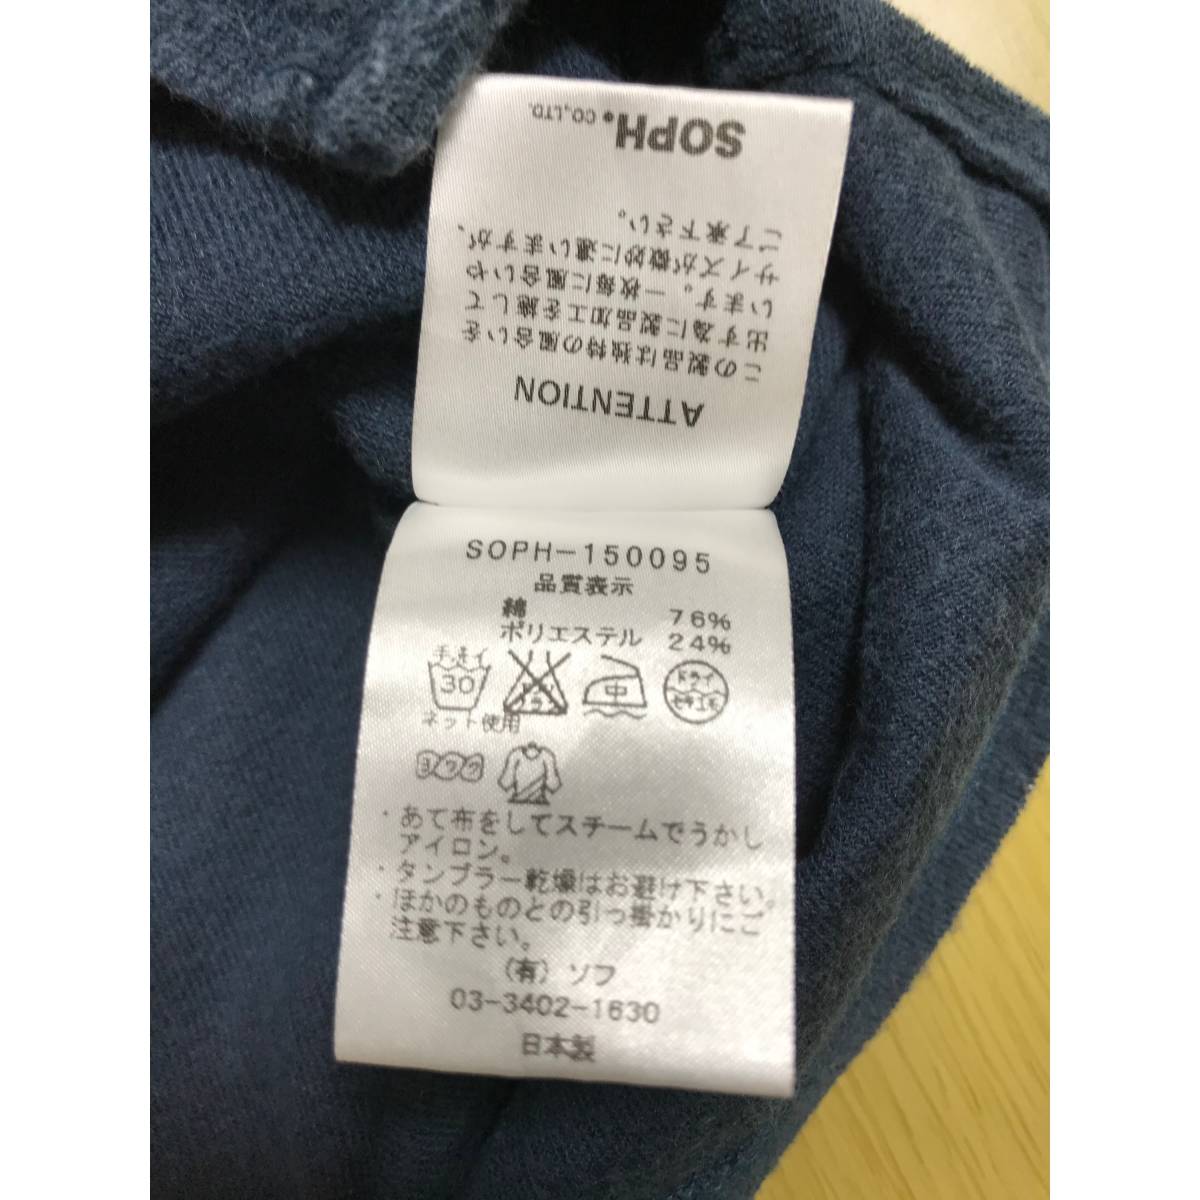 SOPH. CO.,LTD.
ATTENTION
この製品は独特の風合いを
出す為に製品加工を施して
います。一枚毎に風合いや
サイズが微妙に違いますが、
ご了承下さい。
SOPH-150095
品質表示
綿 76%
ポリエステル 24%
手洗イ
30
ネット使用
エンソ
サラシ
中
ドライ
セキユ系
ヨワク
・あて布をしてスチームでうかし
アイロン。
・タンブラー乾燥はお避け下さい。
・ほかのものとの引っ掛かりにご
注意下さい。
(有) ソフ
03-3402-1630
日本製